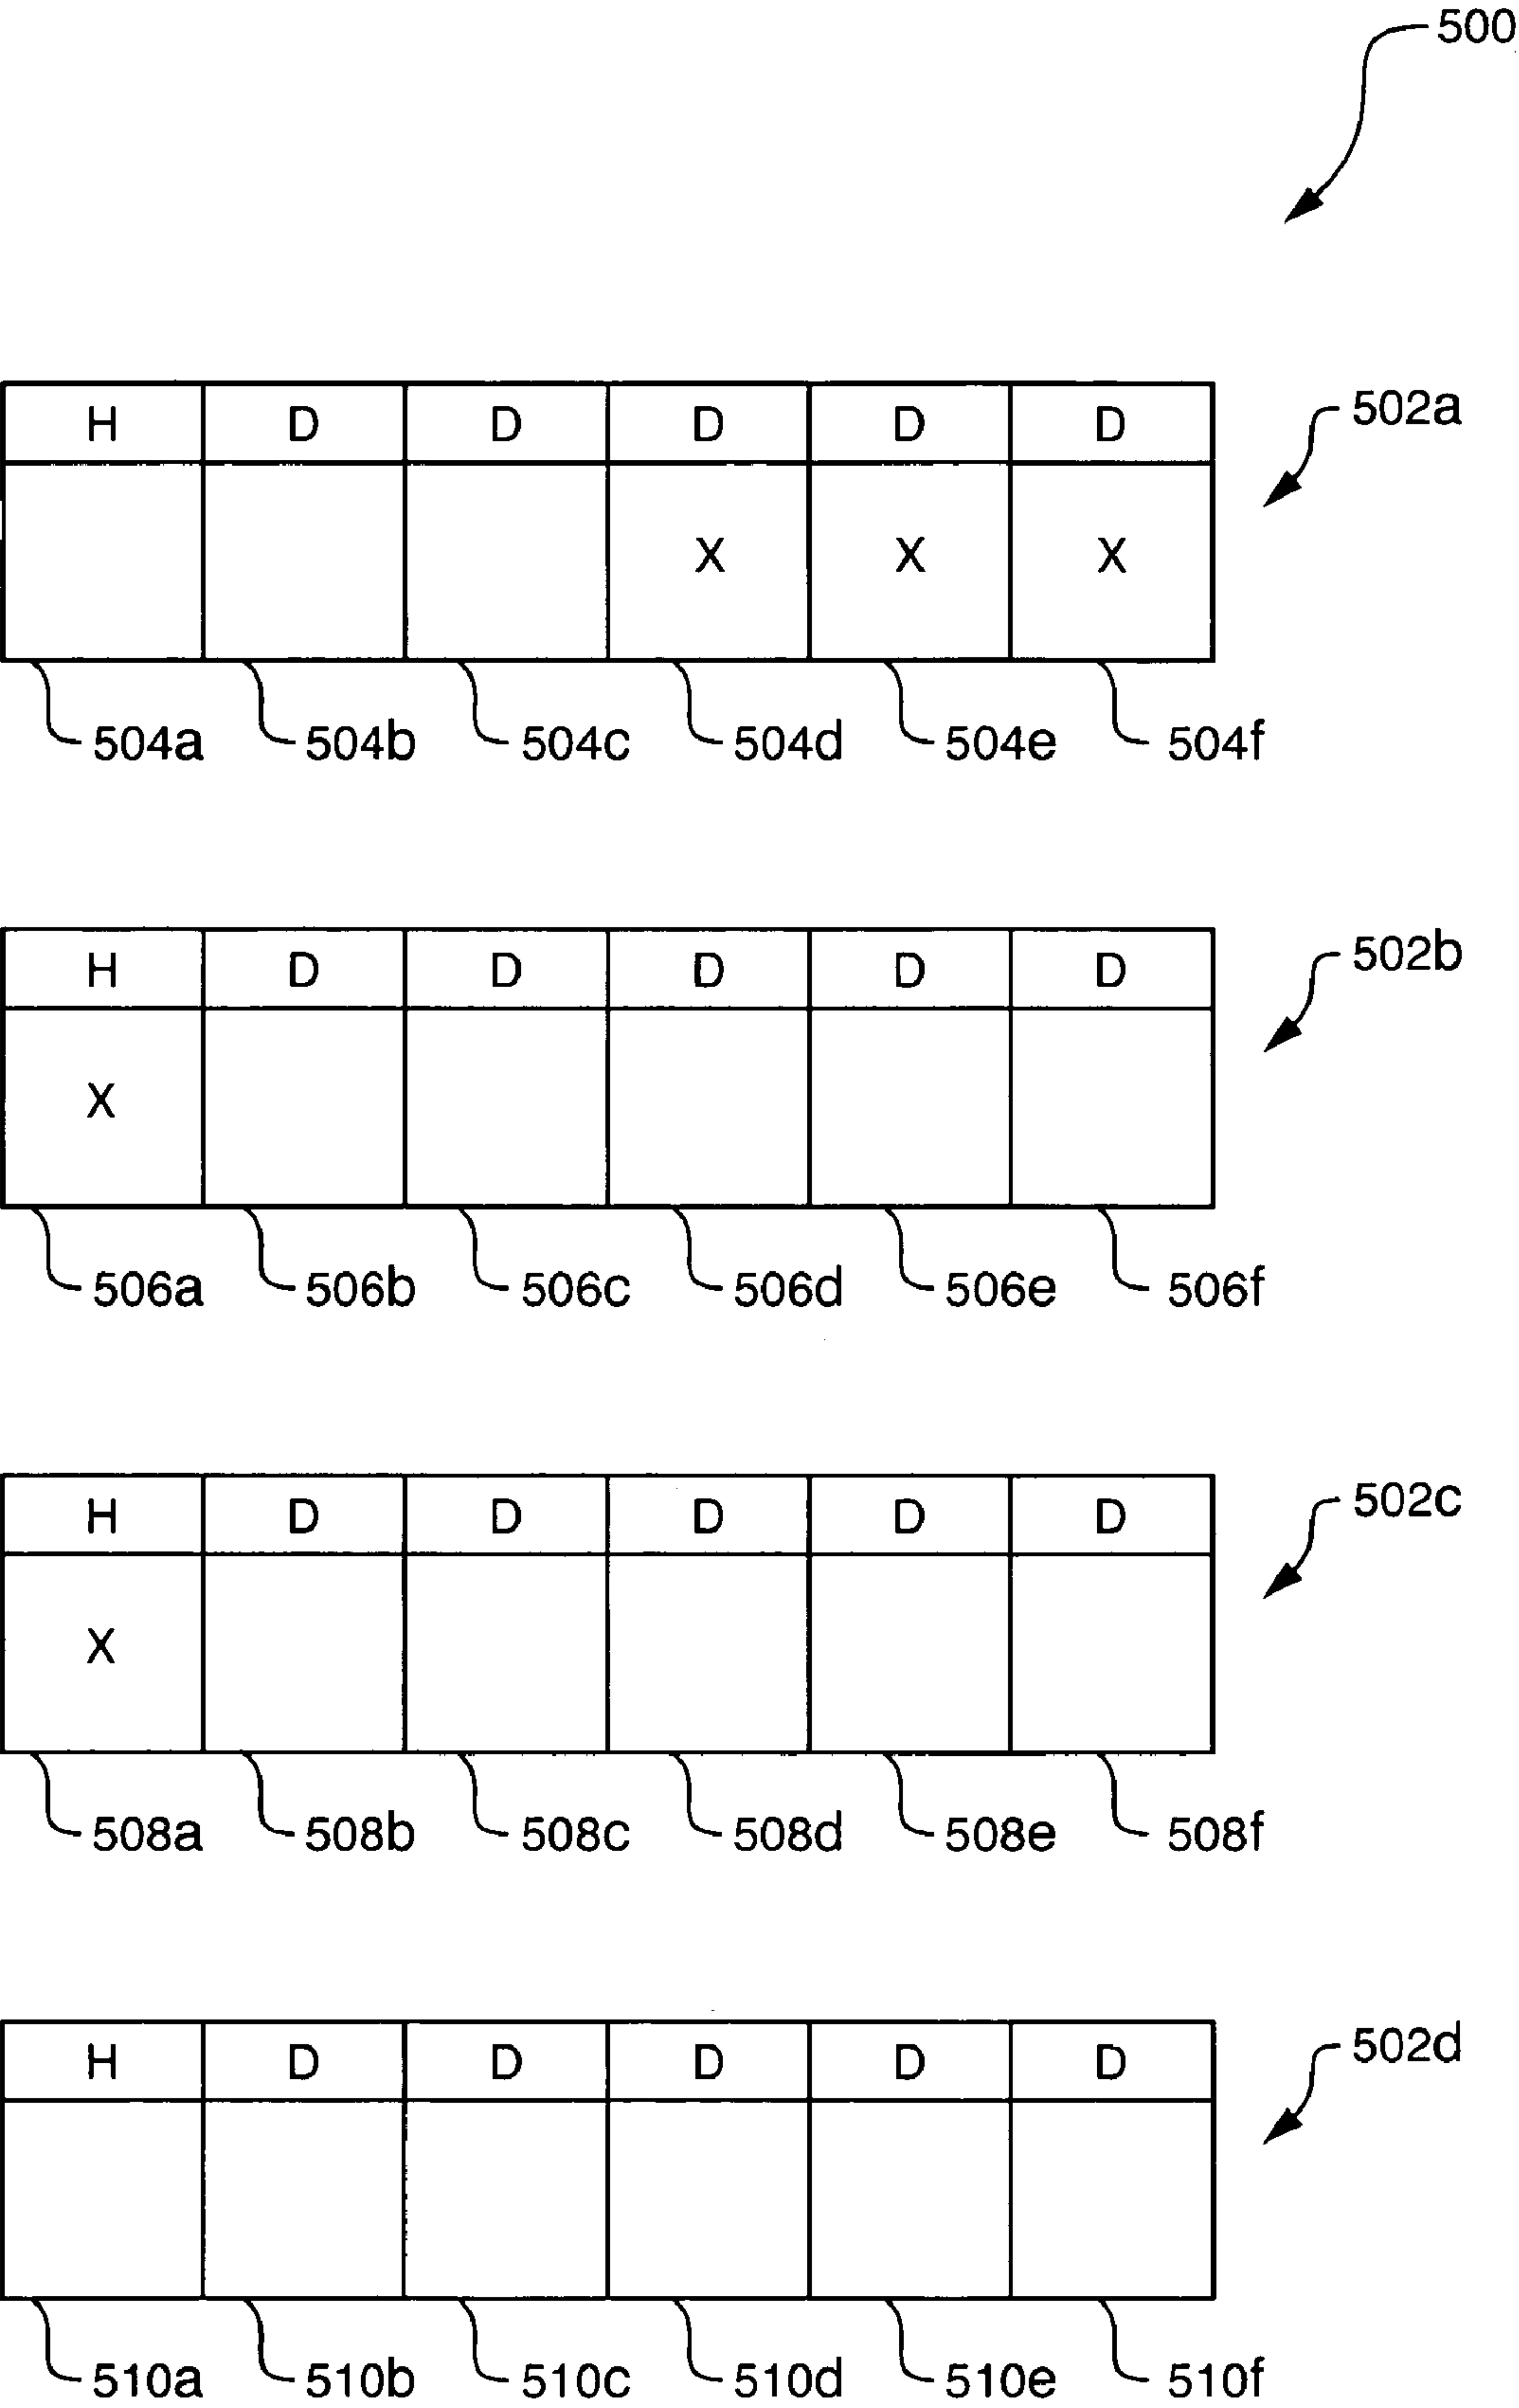 500
H D D D D D 502a
X X X
504a 504b 504c 504d 504e 504f
H D D D D D 502b
X
506a 506b 506c 506d 506e 506f
H D D D D D 502c
X
508a 508b 508c 508d 508e 508f
H D D D D D 502d
510a 510b 510c 510d 510e 510f